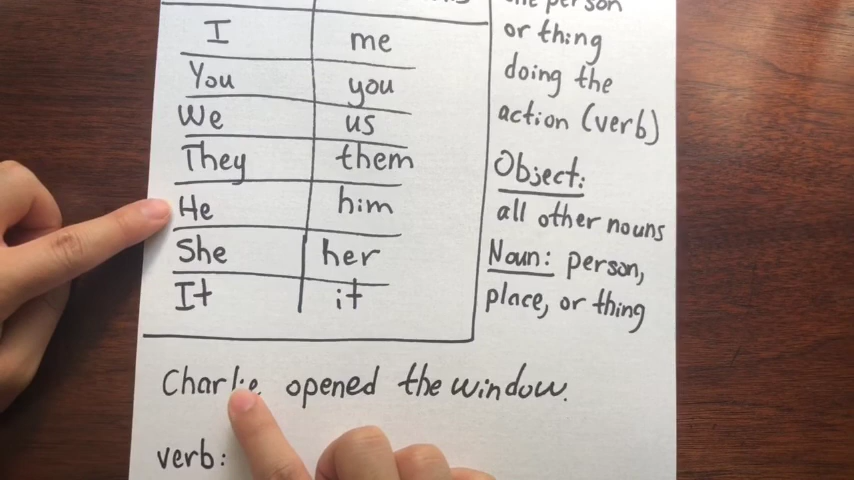 I me
You you
We us
They them
He him
She her
It it
or thing
doing the
action (verb)
Object:
all other nouns
Noun: person,
place, or thing
Charlie opened the window.
verb: